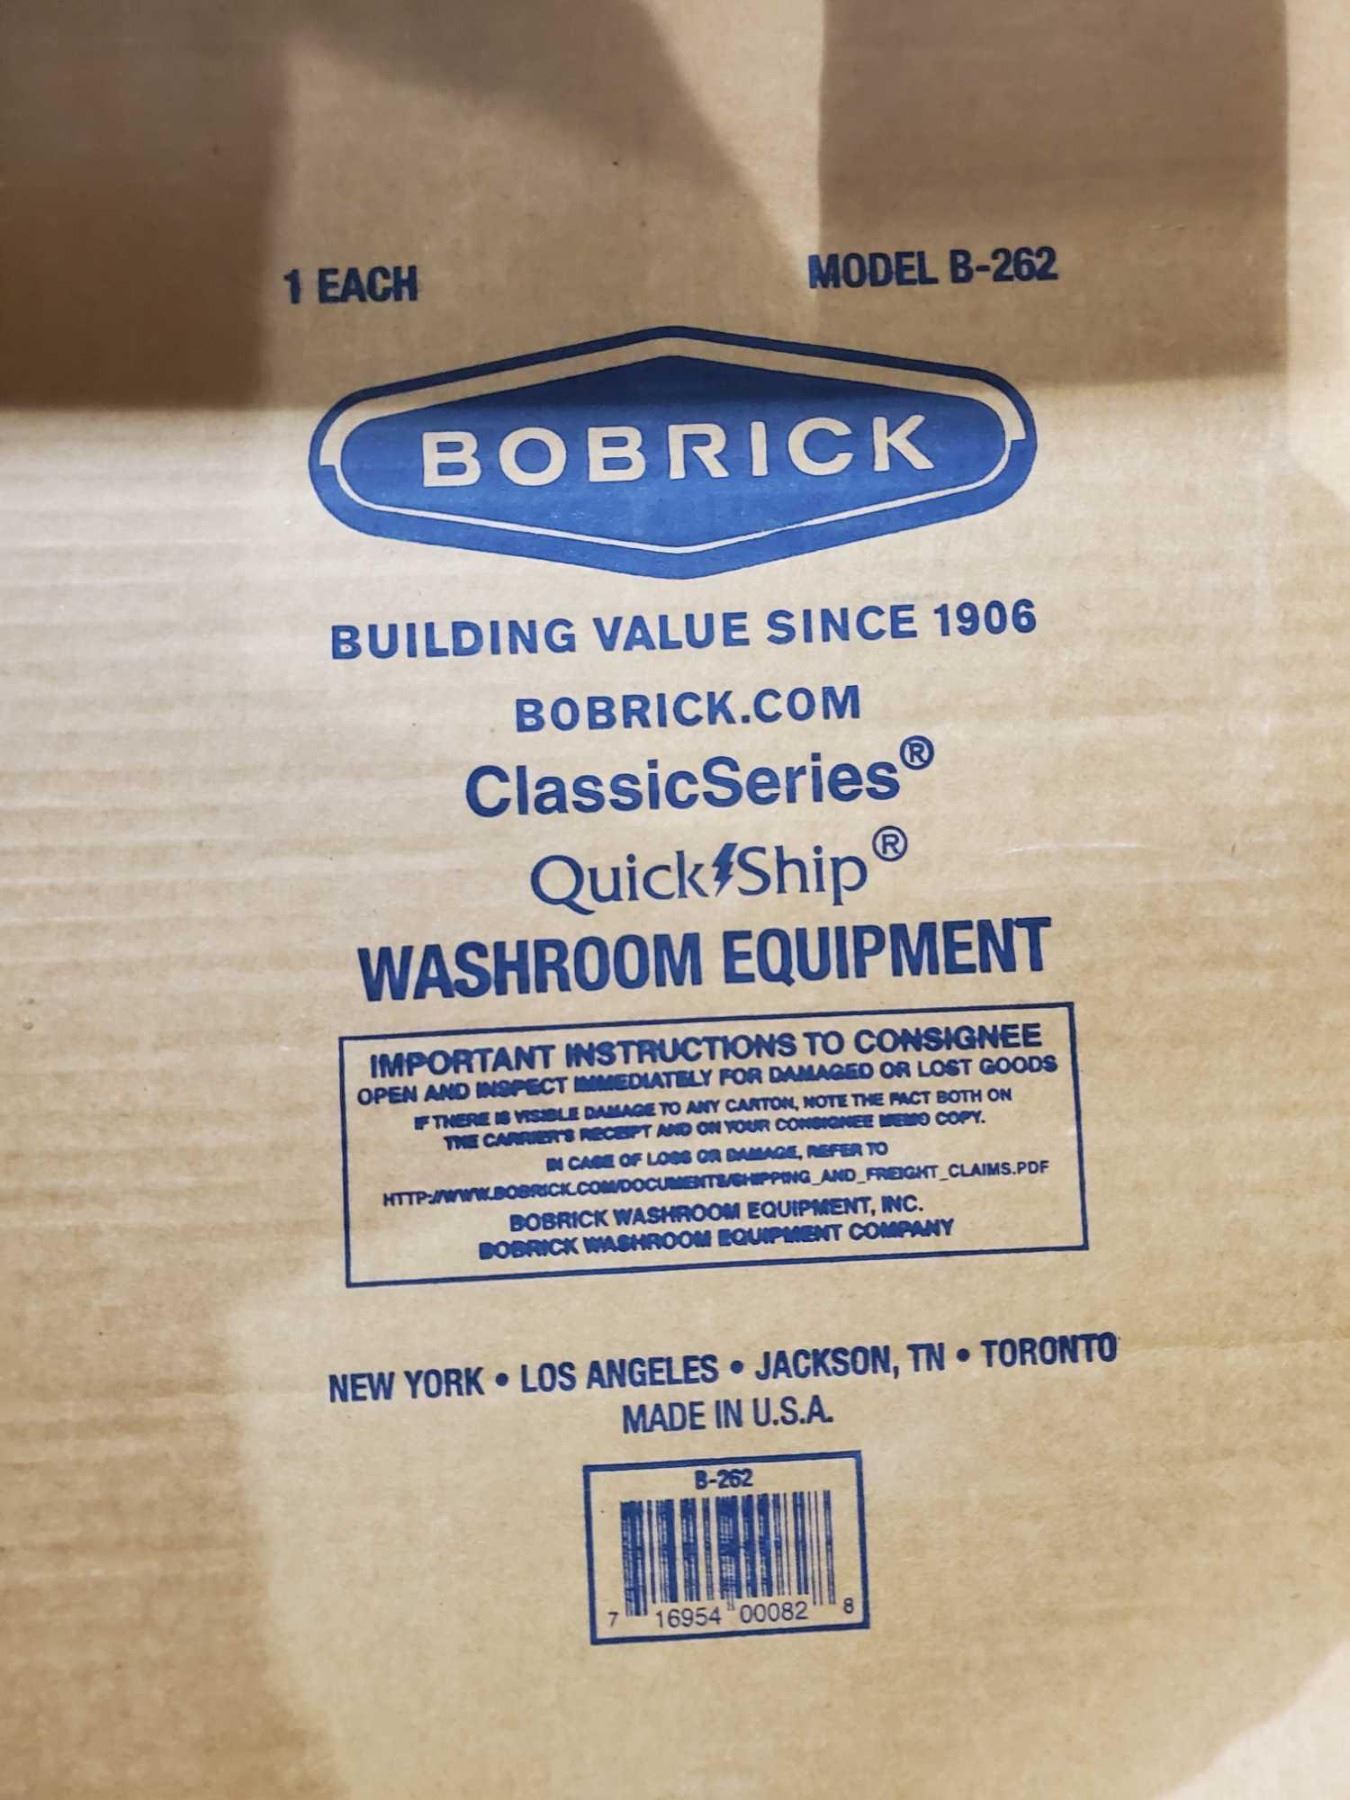 1 EACH MODEL B-262
BOBRICK
BUILDING VALUE SINCE 1906
BOBRICK.COM
ClassicSeries®
Quick Ship®
WASHROOM EQUIPMENT
IMPORTANT INSTRUCTIONS TO CONSIGNEE
OPEN AND INSPECT IMMEDIATELY FOR DAMAGED OR LOST GOODS
IF THERE IS VISIBLE DAMAGE TO ANY CARTON, NOTE THE FACT BOTH ON
THE CARRIER'S RECEIPT AND ON YOUR CONSIGNEE MEMO COPY.
IN CASE OF LOSS OR DAMAGE, REFER TO
HTTP://WWW.BOBRICK.COM/DOCUMENTS/SHIPPING_AND_FREIGHT_CLAIMS.PDF
BOBRICK WASHROOM EQUIPMENT, INC.
BOBRICK WASHROOM EQUIPMENT COMPANY
NEW YORK • LOS ANGELES • JACKSON, TN • TORONTO
MADE IN U.S.A.
B-262
7 16954 00082 8